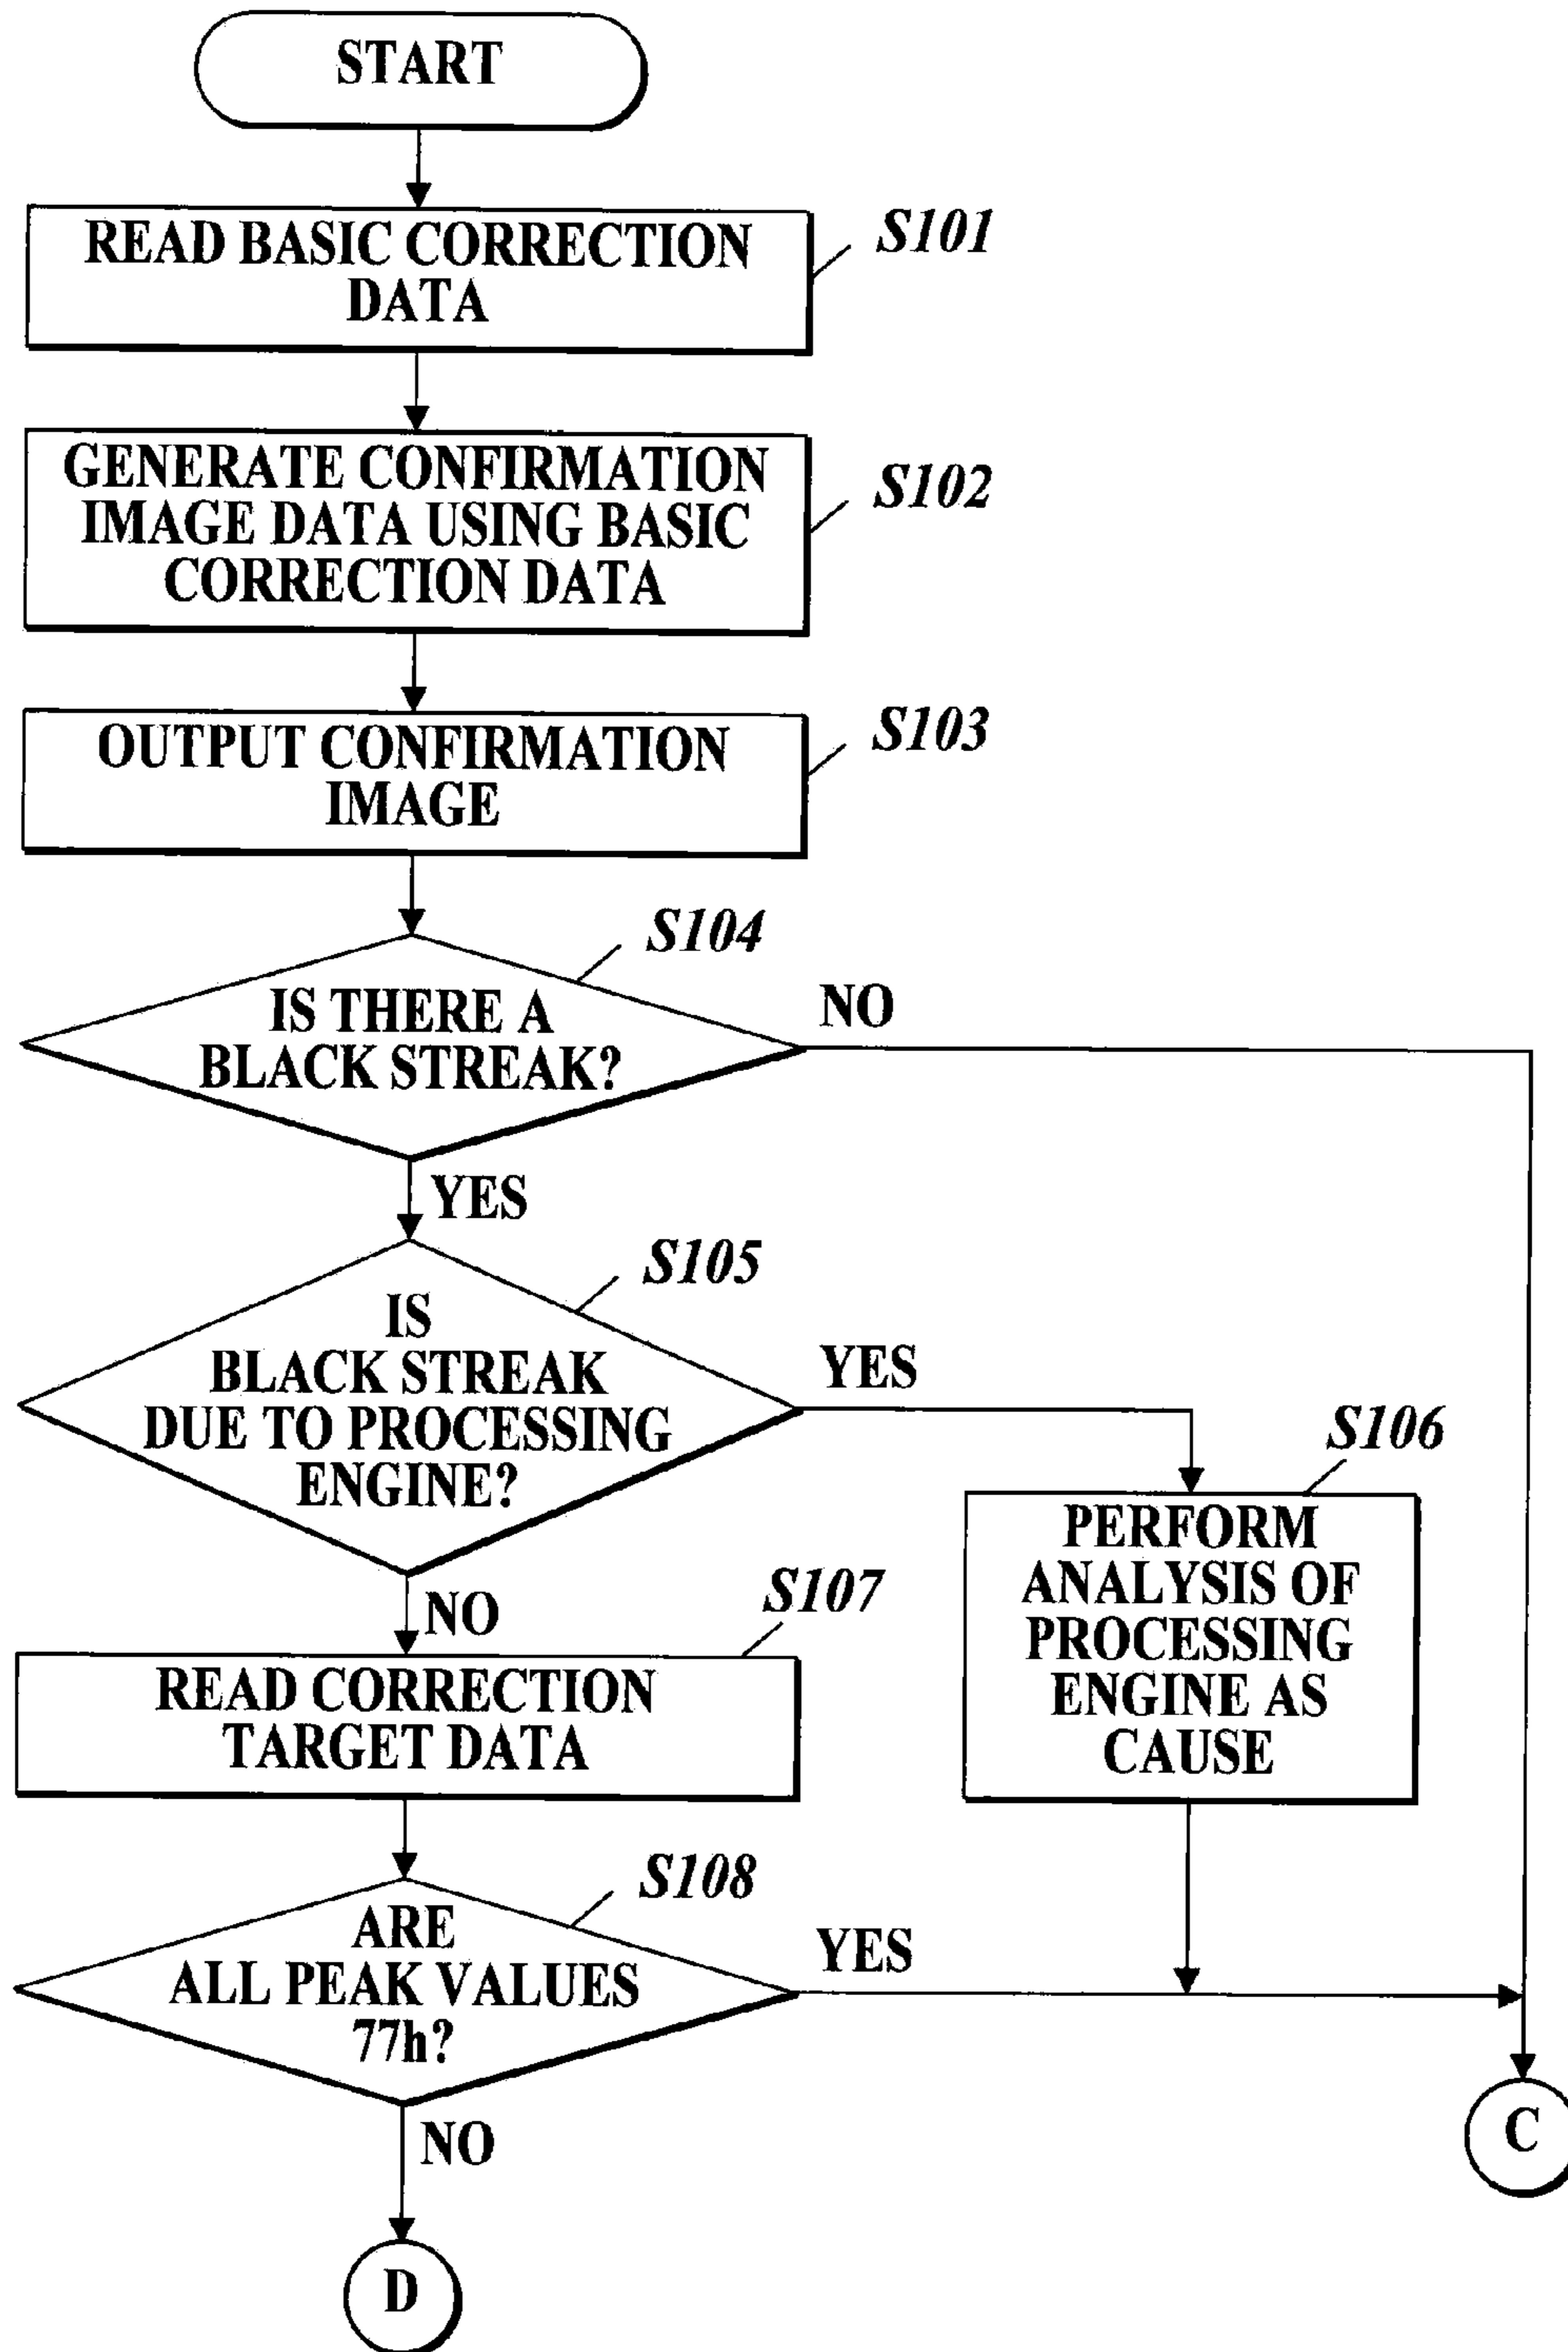 START
READ BASIC CORRECTION
DATA
S101
GENERATE CONFIRMATION
IMAGE DATA USING BASIC
CORRECTION DATA
S102
OUTPUT CONFIRMATION
IMAGE
S103
S104
IS THERE A
BLACK STREAK?
NO
YES
S105
IS
BLACK STREAK
DUE TO PROCESSING
ENGINE?
YES
S106
PERFORM
ANALYSIS OF
PROCESSING
ENGINE AS
CAUSE
NO
S107
READ CORRECTION
TARGET DATA
S108
ARE
ALL PEAK VALUES
77h?
YES
NO
C
D